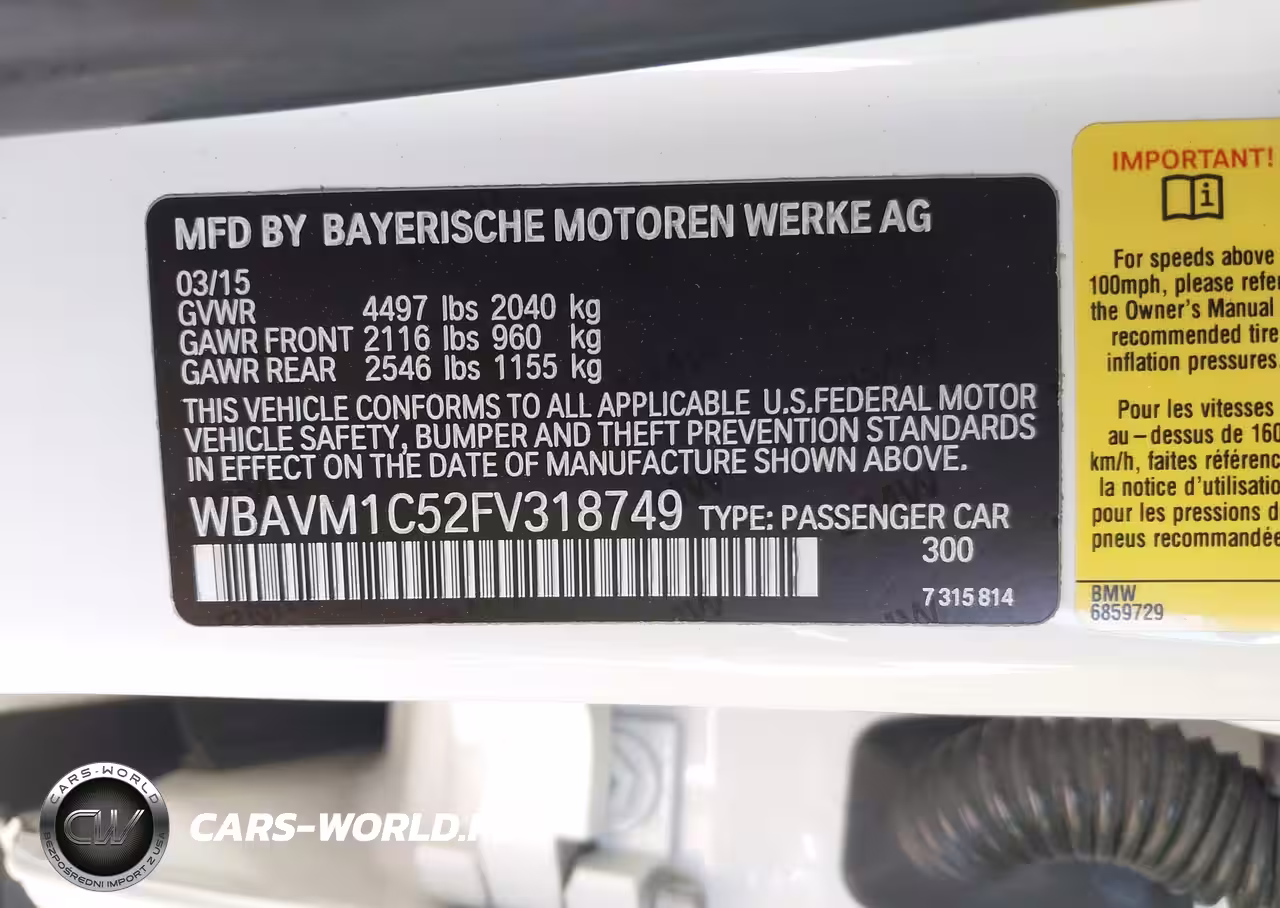 MFD BY BAYERISCHE MOTOREN WERKE AG
03/15
GVWR 4497 lbs 2040 kg
GAWR FRONT 2116 lbs 960 kg
GAWR REAR 2546 lbs 1155 kg
THIS VEHICLE CONFORMS TO ALL APPLICABLE U.S.FEDERAL MOTOR
VEHICLE SAFETY, BUMPER AND THEFT PREVENTION STANDARDS
IN EFFECT ON THE DATE OF MANUFACTURE SHOWN ABOVE.
WBAVM1C52FV318749 TYPE: PASSENGER CAR
300
7 315 814
IMPORTANT!
For speeds above
100mph, please refer
the Owner's Manual
recommended tire
inflation pressures.
Pour les vitesses
au – dessus de 160
km/h, faites référenc
la notice d'utilisatio
pour les pressions d
pneus recommandée
BMW
6859729
CARS-WORLD
CW
BEZPOŚREDNI IMPORT Z USA
CARS-WORLD.